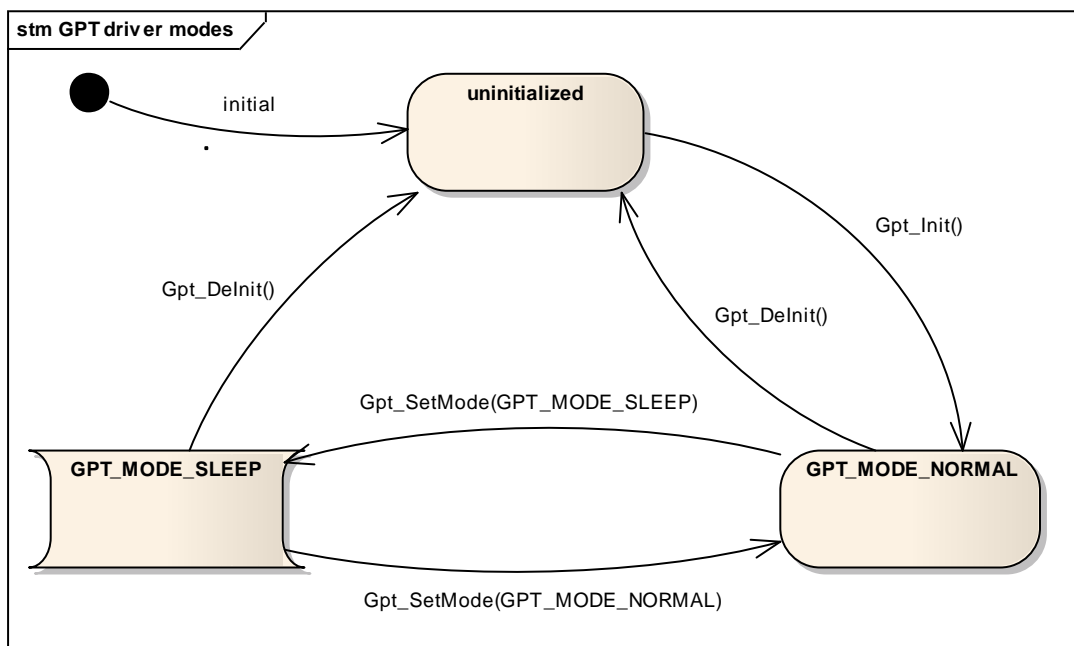 stm GPT driver modes
initial
uninitialized
Gpt_Init()
Gpt_DeInit()
Gpt_DeInit()
Gpt_SetMode(GPT_MODE_SLEEP)
GPT_MODE_SLEEP
GPT_MODE_NORMAL
Gpt_SetMode(GPT_MODE_NORMAL)